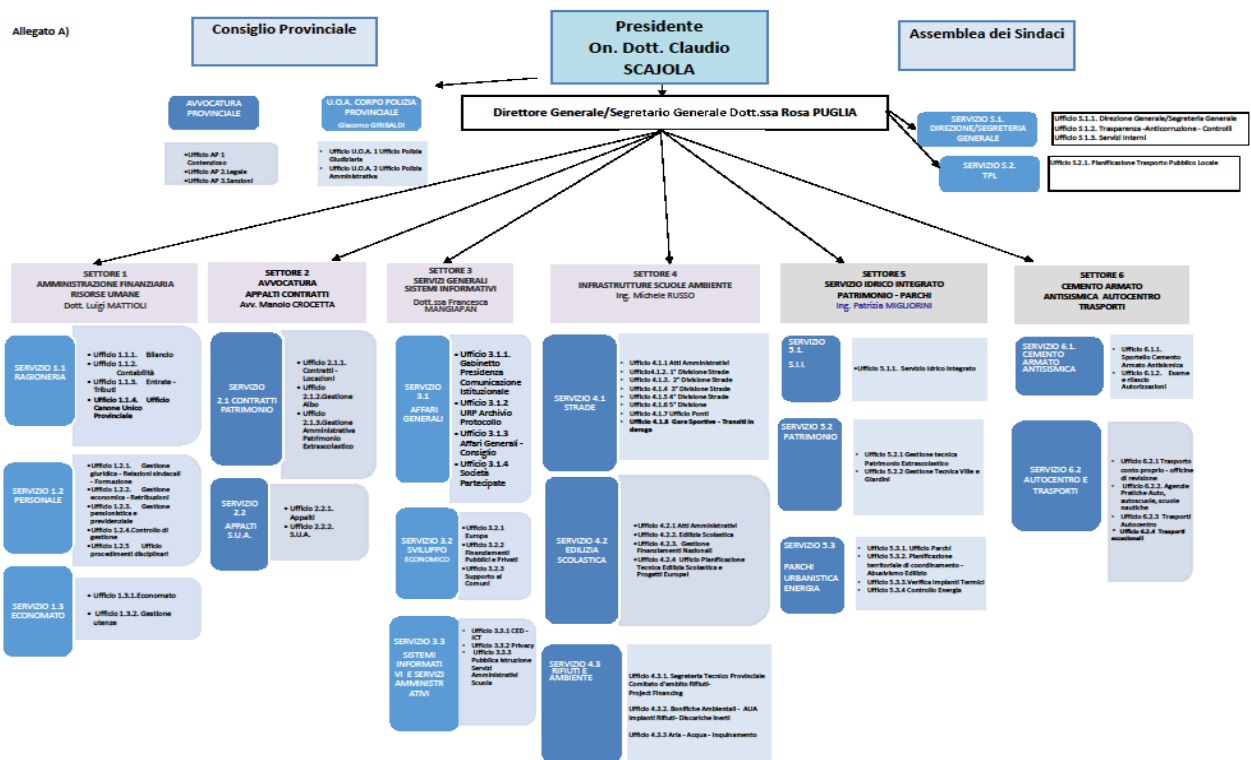 Allegato A)
Consiglio Provinciale
Presidente
On. Dott. Claudio
SCAJOLA
Assemblea dei Sindaci
AVVOCATURA
PROVINCIALE
•Ufficio AP 1
Contenzioso
•Ufficio AP 2.Legale
•Ufficio AP 3.Sanzioni
U.O.A. CORPO POLIZIA
PROVINCIALE
Giacomo GIRIBALDI
• Ufficio U.O.A. 1 Ufficio Polizia
Giudiziaria
• Ufficio U.O.A. 2 Ufficio Polizia
Amministrativa
Direttore Generale/Segretario Generale Dott.ssa Rosa PUGLIA
SERVIZIO S.1.
DIREZIONE/SEGRETERIA
GENERALE
Ufficio S.1.1. Direzione Generale/Segreteria Generale
Ufficio S 1.2. Trasparenza -Anticorruzione - Controlli
Ufficio S 1.3. Servizi Interni
SERVIZIO S.2.
TPL
Ufficio S.2.1. Pianificazione Trasporto Pubblico Locale
SETTORE 1
AMMINISTRAZIONE FINANZIARIA
RISORSE UMANE
Dott. Luigi MATTIOLI
SERVIZIO 1.1
RAGIONERIA
• Ufficio 1.1.1. Bilancio
• Ufficio 1.1.2.
Contabilità
• Ufficio 1.1.3. Entrate -
Tributi
• Ufficio 1.1.4. Ufficio
Canone Unico
Provinciale
SERVIZIO 1.2
PERSONALE
• Ufficio 1.2.1. Gestione
giuridica - Relazioni sindacali
- Formazione
• Ufficio 1.2.2. Gestione
economica - Retribuzioni
• Ufficio 1.2.3. Gestione
pensionistica e
previdenziale
• Ufficio 1.2.4.Controllo di
gestione
• Ufficio 1.2.5 Ufficio
procedimenti disciplinari
SERVIZIO 1.3
ECONOMATO
• Ufficio 1.3.1.Economato
• Ufficio 1.3.2. Gestione
utenze
SETTORE 2
AVVOCATURA
APPALTI CONTRATTI
Avv. Manolo CROCETTA
SERVIZIO
2.1 CONTRATTI
PATRIMONIO
• Ufficio 2.1.1.
Contratti -
Locazioni
• Ufficio
2.1.2.Gestione
Albo
• Ufficio
2.1.3.Gestione
Amministrativa
Patrimonio
Extrascolastico
SERVIZIO
2.2
APPALTI
S.U.A.
• Ufficio 2.2.1.
Appalti
• Ufficio 2.2.2.
S.U.A.
SETTORE 3
SERVIZI GENERALI
SISTEMI INFORMATIVI
Dott.ssa Francesca
MANGIAPAN
SERVIZIO
3.1
AFFARI
GENERALI
• Ufficio 3.1.1.
Gabinetto
Presidenza
Comunicazione
Istituzionale
• Ufficio 3.1.2
URP Archivio
Protocollo
• Ufficio 3.1.3
Affari Generali -
Consiglio
• Ufficio 3.1.4
Società
Partecipate
SERVIZIO 3.2
SVILUPPO
ECONOMICO
• Ufficio 3.2.1
Europa
• Ufficio 3.2.2
Finanziamenti
Pubblici e Privati
• Ufficio 3.2.3
Supporto ai
Comuni
SERVIZIO 3.3
SISTEMI
INFORMATI
VI E SERVIZI
AMMINISTR
ATIVI
• Ufficio 3.3.1 CED -
ICT
• Ufficio 3.3.2 Privacy
• Ufficio 3.3.3
Pubblica Istruzione
Servizi
Amministrativi
Scuola
SETTORE 4
INFRASTRUTTURE SCUOLE AMBIENTE
Ing. Michele RUSSO
SERVIZIO 4.1
STRADE
• Ufficio 4.1.1 Atti Amministrativi
• Ufficio4.1.2. 1° Divisione Strade
• Ufficio 4.1.3. 2° Divisione Strade
• Ufficio 4.1.4 3° Divisione Strade
• Ufficio 4.1.5 4° Divisione Strade
• Ufficio 4.1.6 5° Divisione
• Ufficio 4.1.7 Ufficio Ponti
• Ufficio 4.1.8 Gare Sportive - Transiti in
deroga
SERVIZIO 4.2
EDILIZIA
SCOLASTICA
• Ufficio 4.2.1 Atti Amministrativi
• Ufficio 4.2.2. Edilizia Scolastica
• Ufficio 4.2.3. Gestione
Finanziamenti Nazionali
• Ufficio 4.2.4 Ufficio Pianificazione
Tecnica Edilizia Scolastica e
Progetti Europei
SERVIZIO 4.3
RIFIUTI E
AMBIENTE
Ufficio 4.3.1. Segreteria Tecnico Provinciale
Comitato d'ambito Rifiuti-
Project Financing
Ufficio 4.3.2. Bonifiche Ambientali - AUA
Impianti Rifiuti- Discariche Inerti
Ufficio 4.3.3 Aria - Acqua - Inquinamento
SETTORE 5
SERVIZIO IDRICO INTEGRATO
PATRIMONIO - PARCHI
Ing. Patrizia MIGLIORINI
SERVIZIO
5.1.
S.I.I.
• Ufficio 5.1.1. Servizio Idrico Integrato
SERVIZIO 5.2
PATRIMONIO
• Ufficio 5.2.1 Gestione tecnica
Patrimonio Extrascolastico
• Ufficio 5.2.2 Gestione Tecnica Ville e
Giardini
SERVIZIO 5.3
PARCHI
URBANISTICA
ENERGIA
• Ufficio 5.3.1. Ufficio Parchi
• Ufficio 5.3.2. Pianificazione
territoriale di coordinamento -
Abusivismo Edilizio
• Ufficio 5.3.3.Verifica Impianti Termici
• Ufficio 5.3.4 Controllo Energia
SETTORE 6
CEMENTO ARMATO
ANTISISMICA AUTOCENTRO
TRASPORTI
SERVIZIO 6.1.
CEMENTO
ARMATO
ANTISISMICA
• Ufficio 6.1.1.
Sportello Cemento
Armato Antisismica
• Ufficio 6.1.2. Esame
e rilascio
Autorizzazioni
SERVIZIO 6.2
AUTOCENTRO E
TRASPORTI
• Ufficio 6.2.1 Trasporto
conto proprio - officine
di revisione
• Ufficio 6.2.2. Agenzie
Pratiche Auto,
autoscuole, scuole
nautiche
• Ufficio 6.2.3 Trasporti
Autocentro
• Ufficio 6.2.4 Trasporti
eccezionali